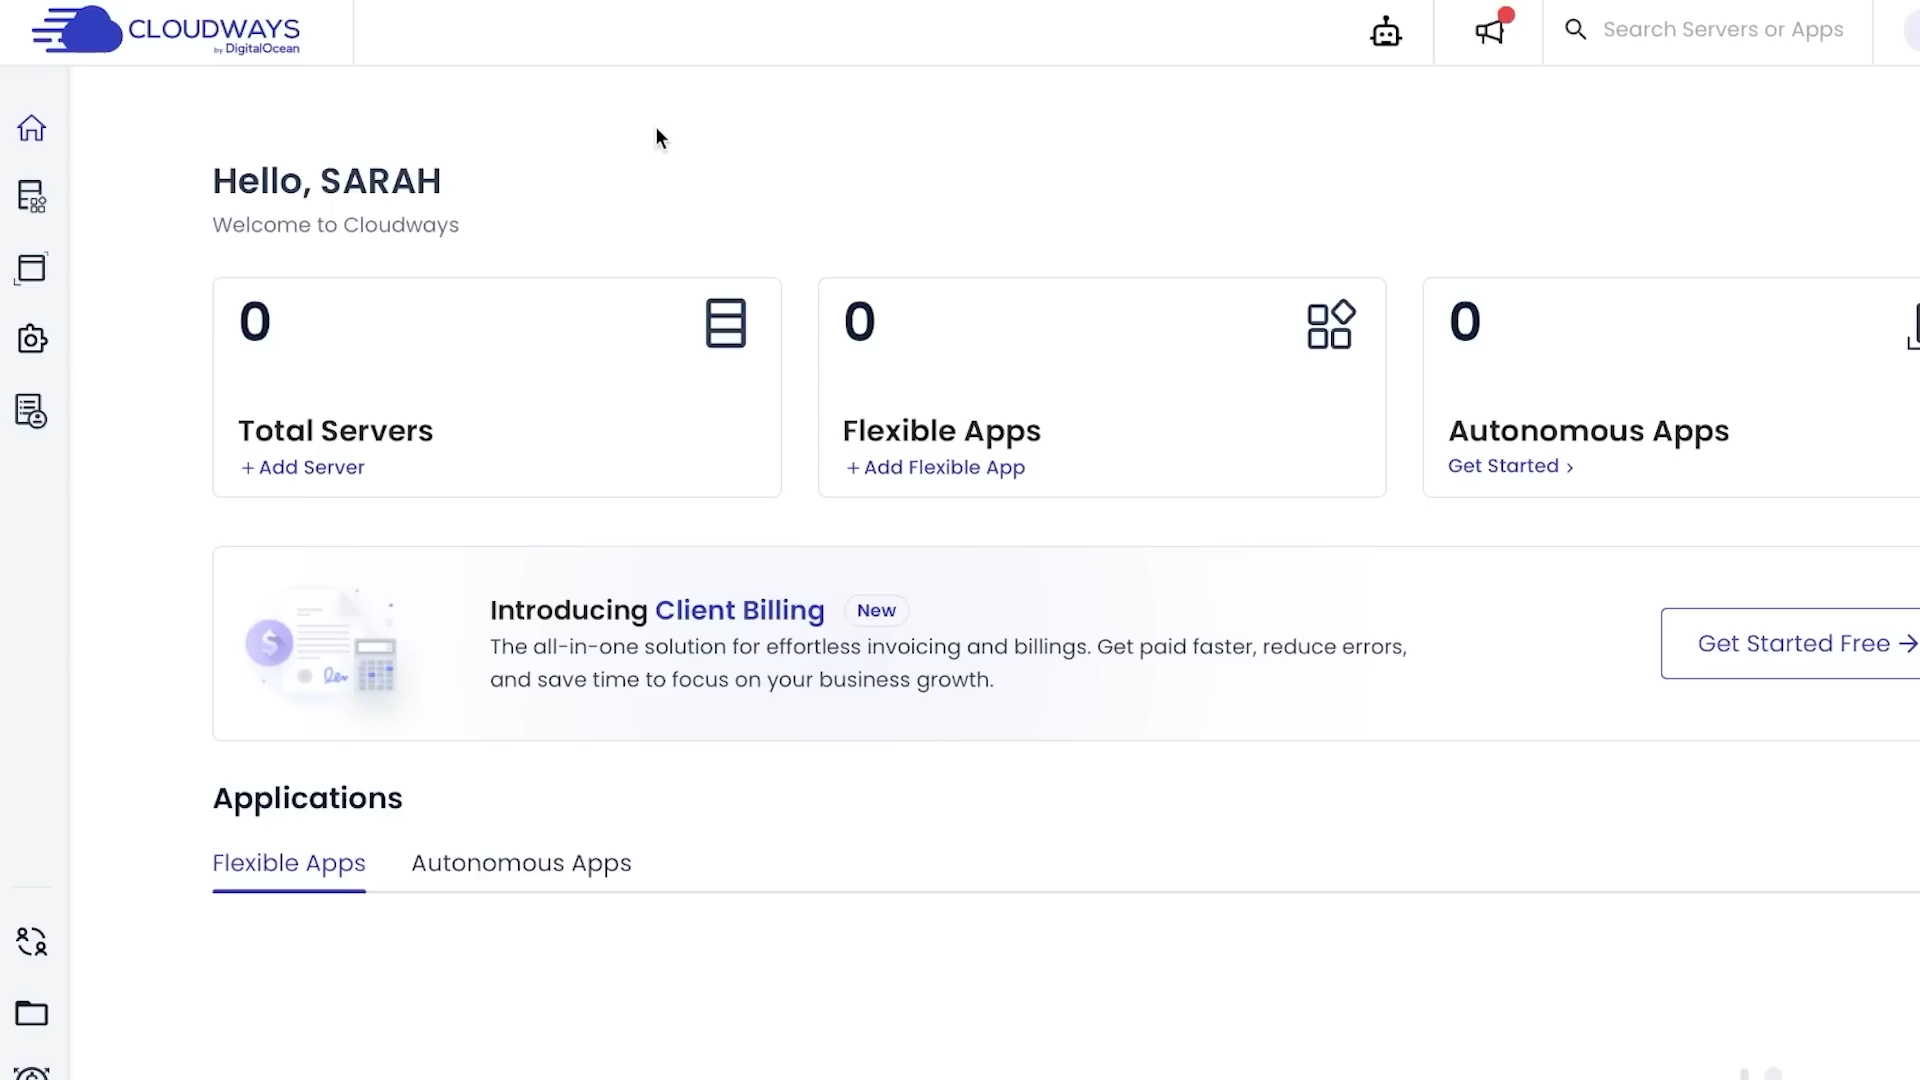 CLOUDWAYS
by DigitalOcean
Search Servers or Apps
Hello, SARAH
Welcome to Cloudways
0
0
0
Total Servers
Flexible Apps
Autonomous Apps
+ Add Server
+ Add Flexible App
Get Started ›
Introducing Client Billing New
The all-in-one solution for effortless invoicing and billings. Get paid faster, reduce errors,
and save time to focus on your business growth.
Get Started Free →
Applications
Flexible Apps
Autonomous Apps